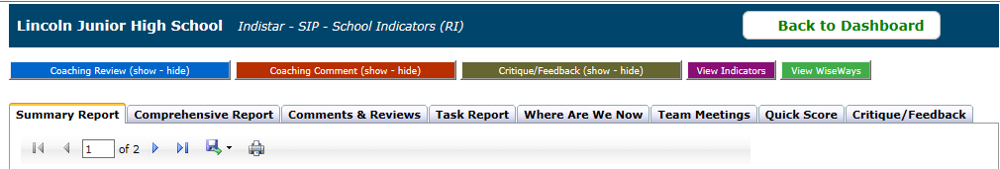 Lincoln Junior High School Indistar - SIP - School Indicators (RI) Back to Dashboard
Coaching Review (show - hide) Coaching Comment (show - hide) Critique/Feedback (show - hide) View Indicators View WiseWays
Summary Report Comprehensive Report Comments & Reviews Task Report Where Are We Now Team Meetings Quick Score Critique/Feedback
1 of 2